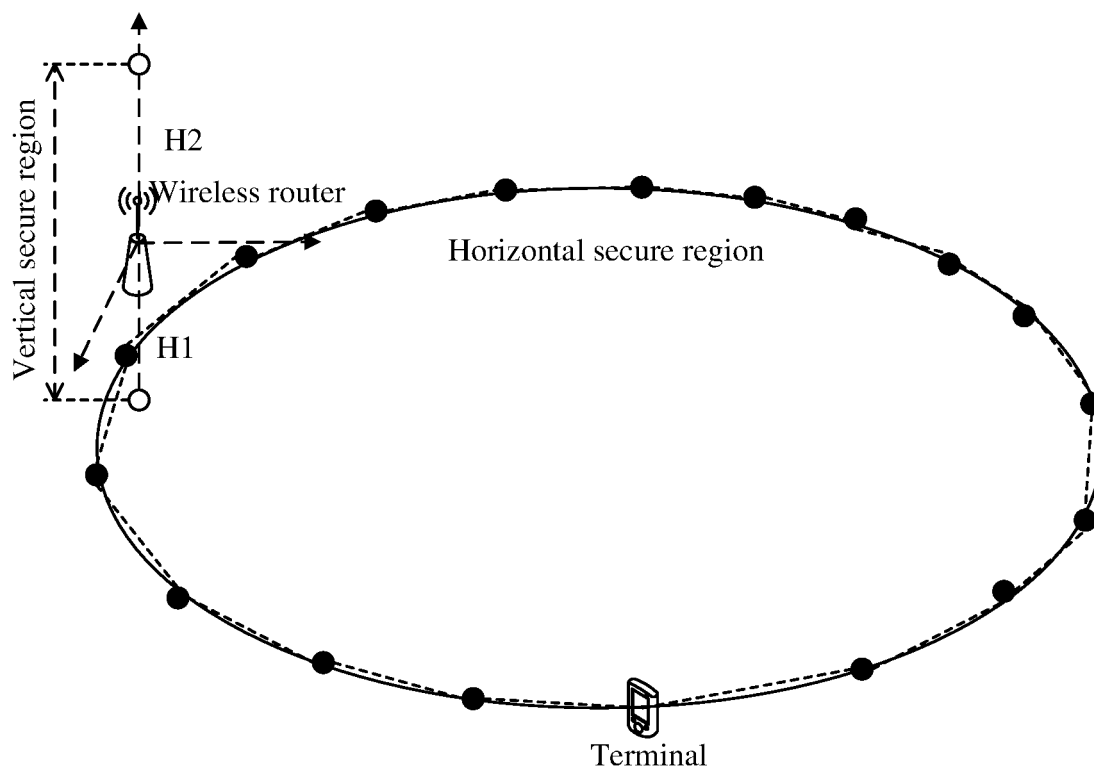 Vertical secure region
H2
Wireless router
Horizontal secure region
H1
Terminal